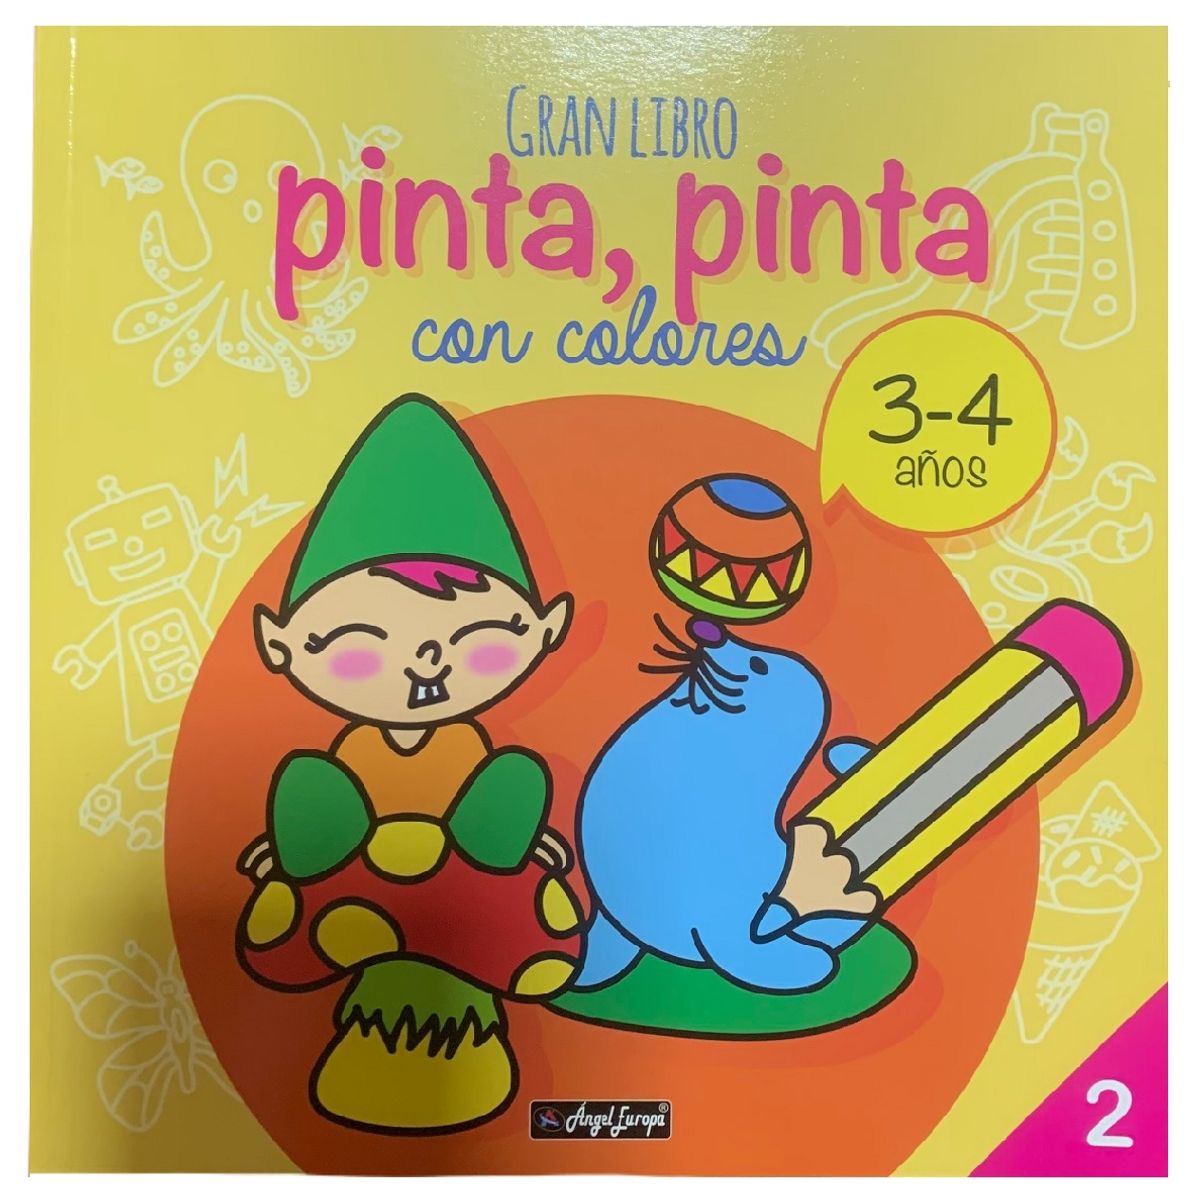 GRAN LIBRO
pinta, pinta
con colores
3-4
años
Ángel Europa®
2